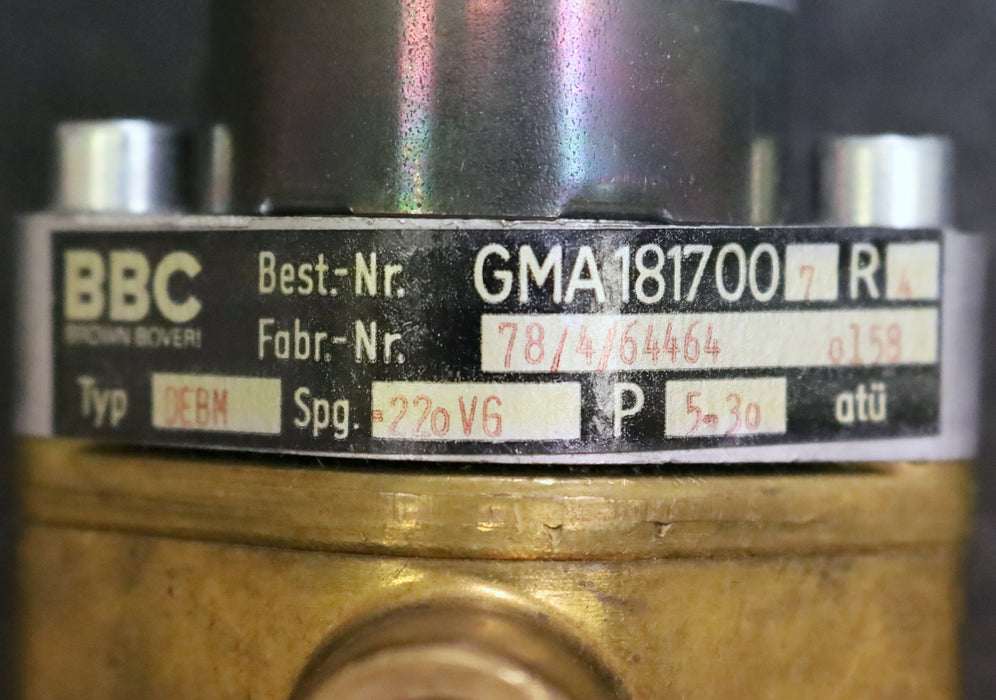 BBC Best.-Nr. GMA 181700 7 R 4
BROWN BOVERI Fabr.-Nr. 78/4/64464 0158
Typ DEBM Spg. =220VG P 5-30 atü